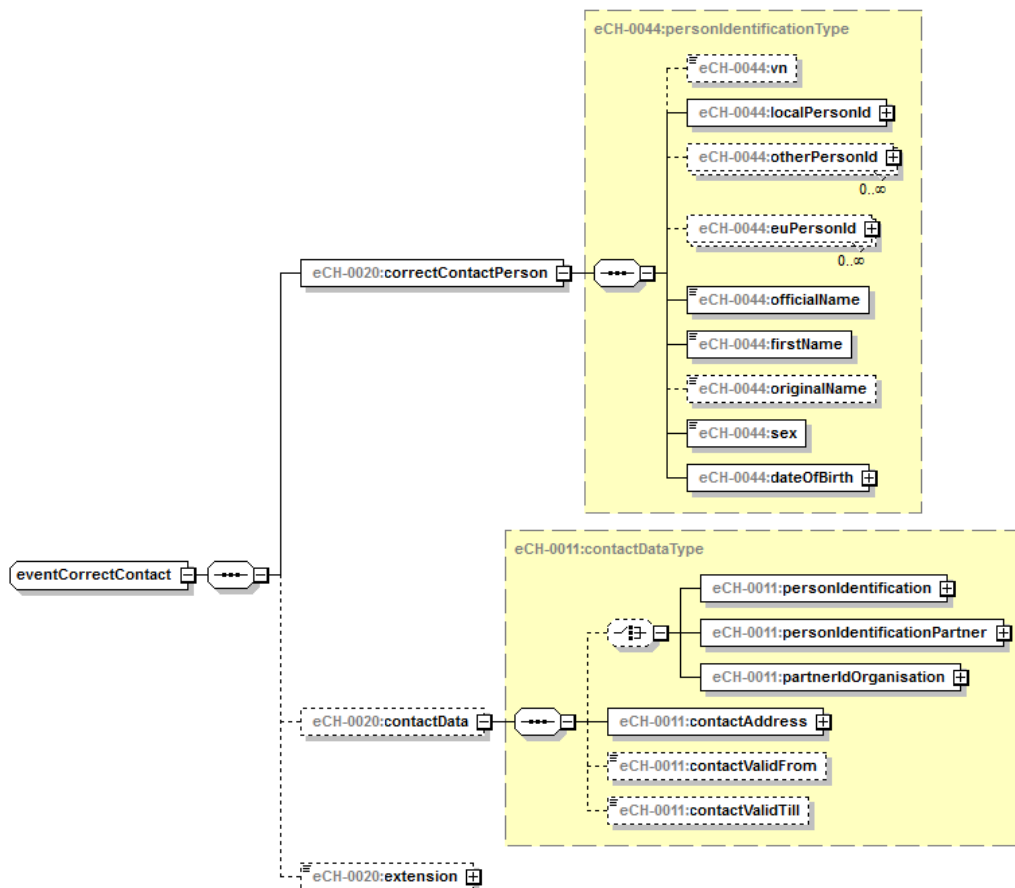 eCH-0044:personIdentificationType
eCH-0044:vn
eCH-0044:localPersonId
eCH-0044:otherPersonId
0..∞
eCH-0044:euPersonId
0..∞
eCH-0020:correctContactPerson
eCH-0044:officialName
eCH-0044:firstName
eCH-0044:originalName
eCH-0044:sex
eCH-0044:dateOfBirth
eventCorrectContact
eCH-0011:contactDataType
eCH-0011:personIdentification
eCH-0011:personIdentificationPartner
eCH-0011:partnerIdOrganisation
eCH-0020:contactData
eCH-0011:contactAddress
eCH-0011:contactValidFrom
eCH-0011:contactValidTill
eCH-0020:extension